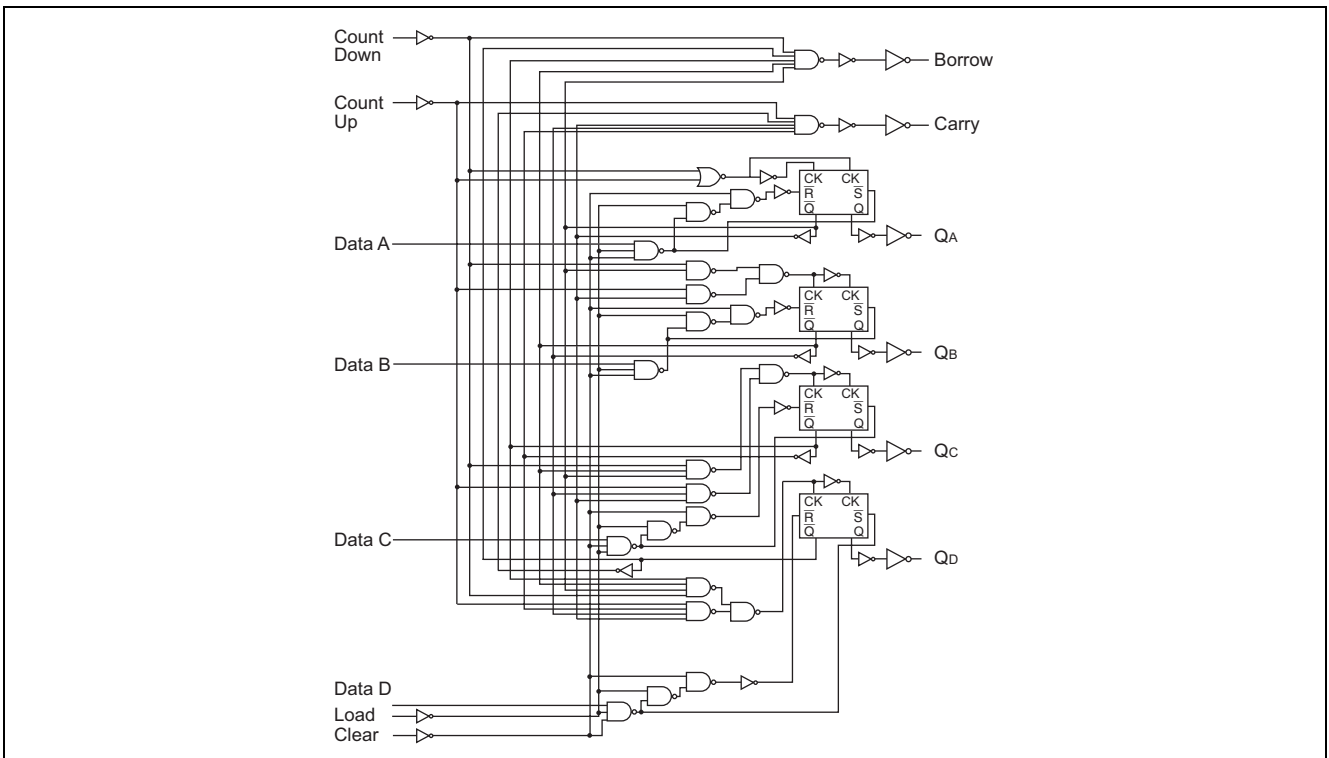 Count
Down
Borrow
Count
Up
Carry
CK CK
R S
Q Q
QA
Data A
CK CK
R S
Q Q
QB
Data B
CK CK
R S
Q Q
QC
CK CK
R S
Q Q
Data C
QD
Data D
Load
Clear